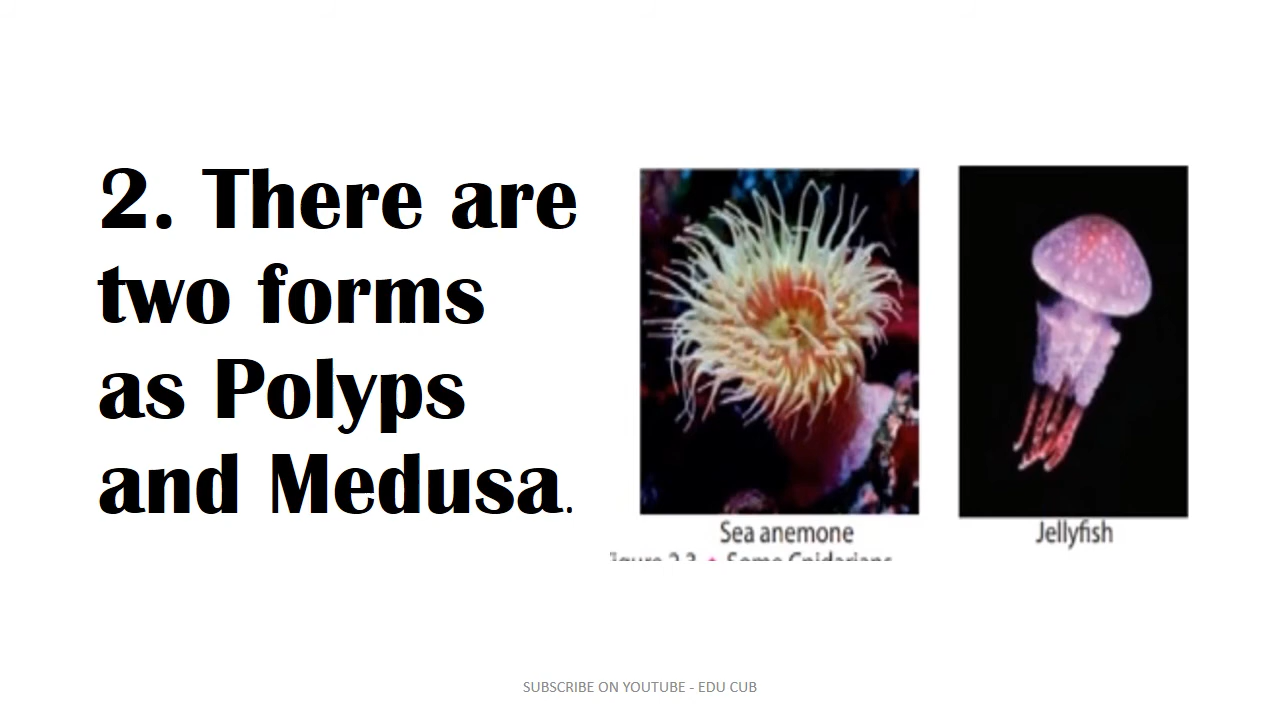 2. There are
two forms
as Polyps
and Medusa.
Sea anemone
Jellyfish
igure 2.3 • Some Cnidarians
SUBSCRIBE ON YOUTUBE - EDU CUB